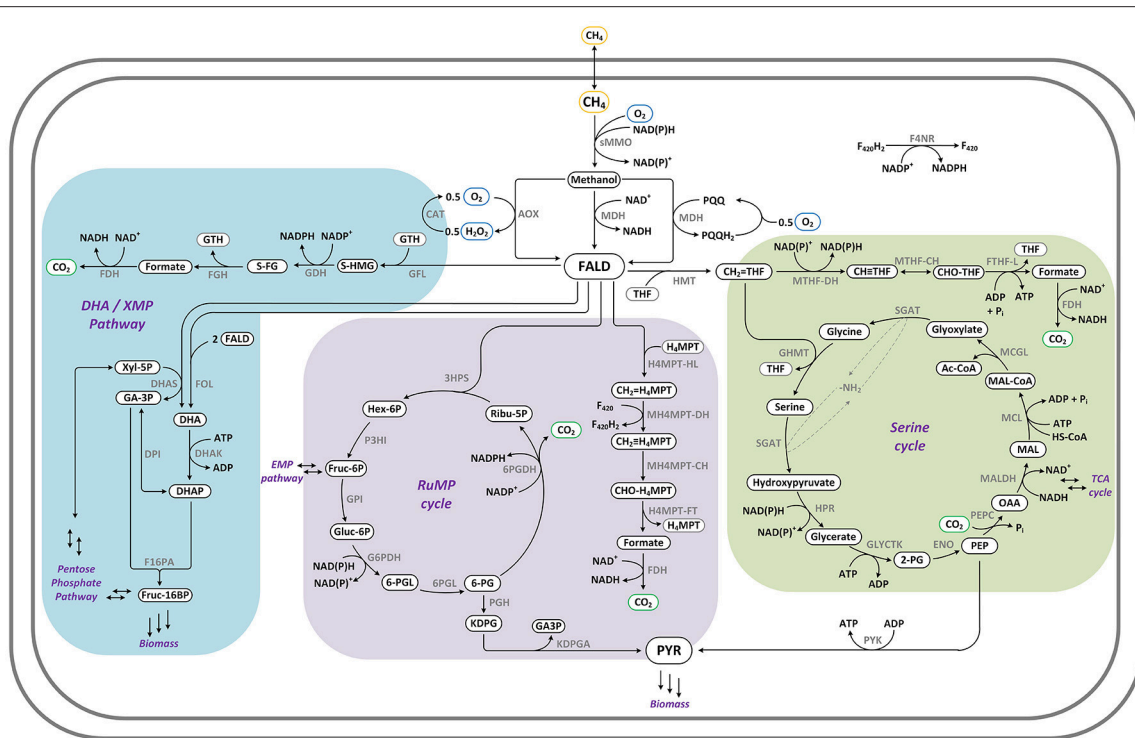 CH₄
CH₄
O₂
NAD(P)H
sMMO
NAD(P)⁺
F₄₂₀H₂ F4NR F₄₂₀
NADP⁺ NADPH
Methanol
0.5 O₂
CAT AOX
0.5 H₂O₂
NAD⁺
MDH
NADH
PQQ
MDH
PQQH₂
0.5 O₂
NADH NAD⁺ GTH NADPH NADP⁺ GTH
CO₂ Formate S-FG S-HMG
FDH FGH GDH GFL
FALD
THF HMT
CH₂=THF
NAD(P)⁺ NAD(P)H
MTHF-DH
CH≡THF
MTHF-CH
CHO-THF
FTHF-L
THF
Formate
ADP
+ Pᵢ
ATP
NAD⁺
FDH
NADH
CO₂
DHA / XMP
Pathway
2 FALD
Xyl-5P
DHAS FOL
GA-3P
DHA
ATP
DPI DHAK
ADP
DHAP
F16PA
Pentose
Phosphate
Pathway
Fruc-16BP
Biomass
3HPS
Hex-6P Ribu-5P
P3HI
EMP
pathway
Fruc-6P
GPI
RuMP
cycle
NADPH
6PGDH
NADP⁺
CO₂
Gluc-6P
G6PDH
NAD(P)H
NAD(P)⁺
6-PGL 6PGL 6-PG
PGH
KDPG
GA3P
KDPGA
H₄MPT
H4MPT-HL
CH₂=H₄MPT
F₄₂₀
MH4MPT-DH
F₄₂₀H₂
CH₂=H₄MPT
MH4MPT-CH
CHO-H₄MPT
H4MPT-FT
H₄MPT
Formate
NAD⁺
FDH
NADH
CO₂
PYR
Biomass
SGAT
Glycine Glyoxylate
GHMT
THF
MCGL
Ac-CoA
MAL-CoA
-NH₂
Serine
SGAT
Serine
cycle
MCL
ADP + Pᵢ
ATP
HS-CoA
MAL
MALDH
NAD⁺
NADH
TCA
cycle
OAA
Hydroxypyruvate
NAD(P)H
HPR
NAD(P)⁺
Glycerate
GLYCTK
ATP
ADP
2-PG
ENO
PEP
CO₂ PEPC
Pᵢ
ATP ADP
PYK